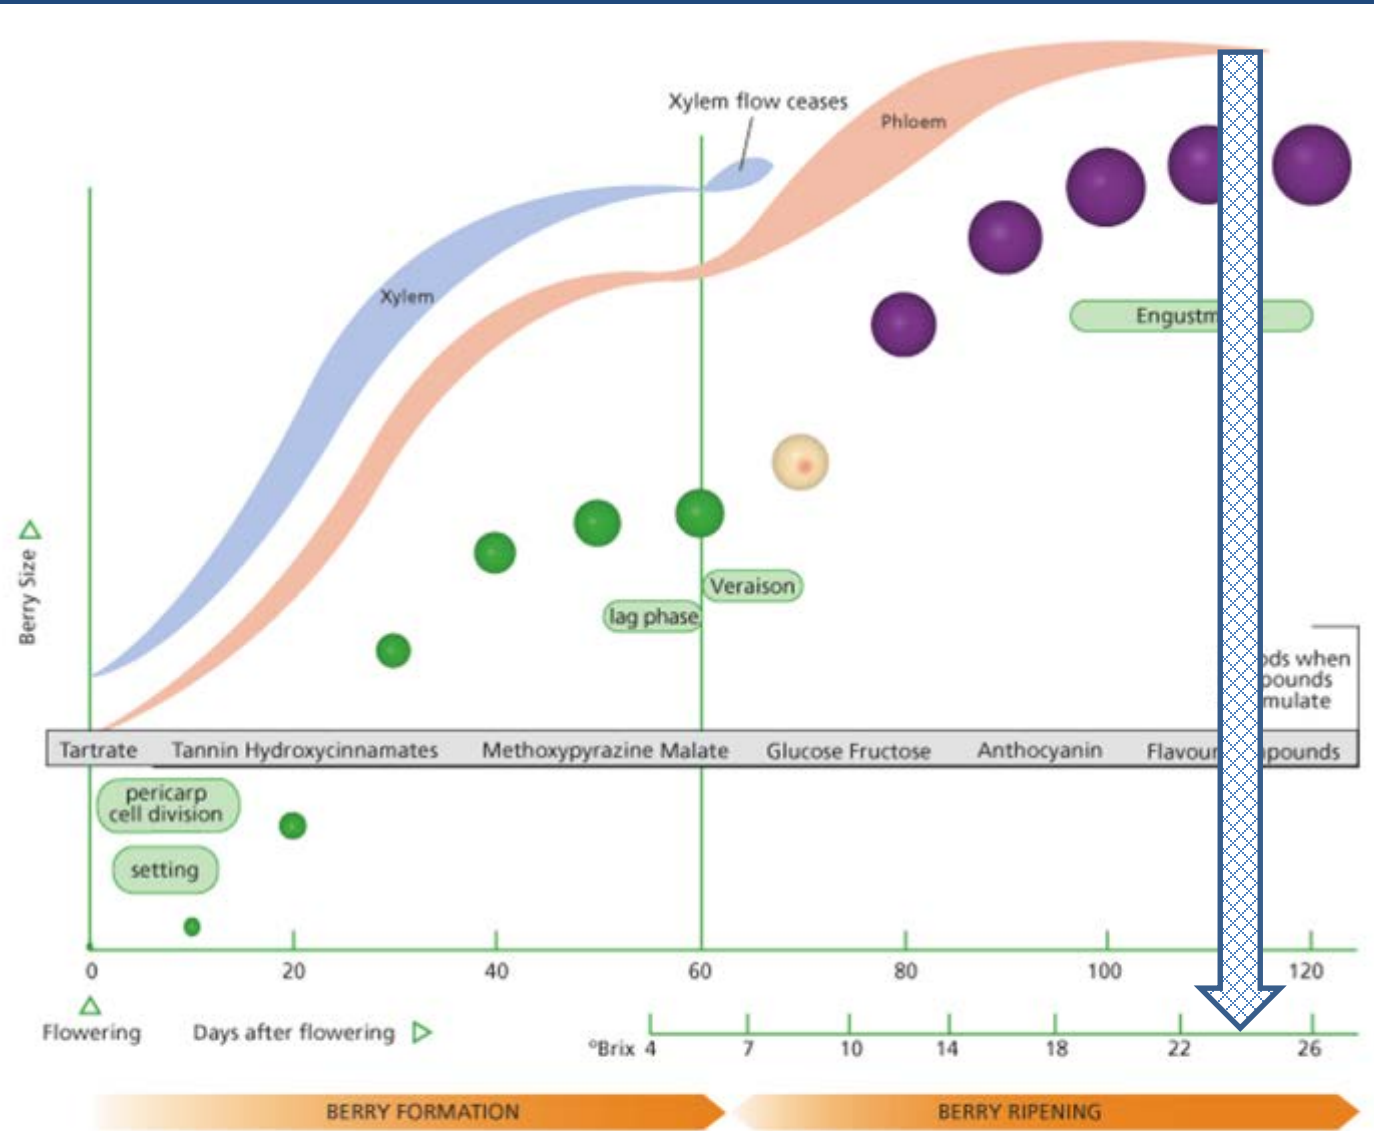 Xylem flow ceases
Phloem
Xylem
Engustm
Berry Size
Veraison
lag phase
ods when
pounds
mulate
Tartrate Tannin Hydroxycinnamates Methoxypyrazine Malate Glucose Fructose Anthocyanin Flavour pounds
pericarp
cell division
setting
0 20 40 60 80 100 120
Flowering Days after flowering
°Brix 4 7 10 14 18 22 26
BERRY FORMATION BERRY RIPENING